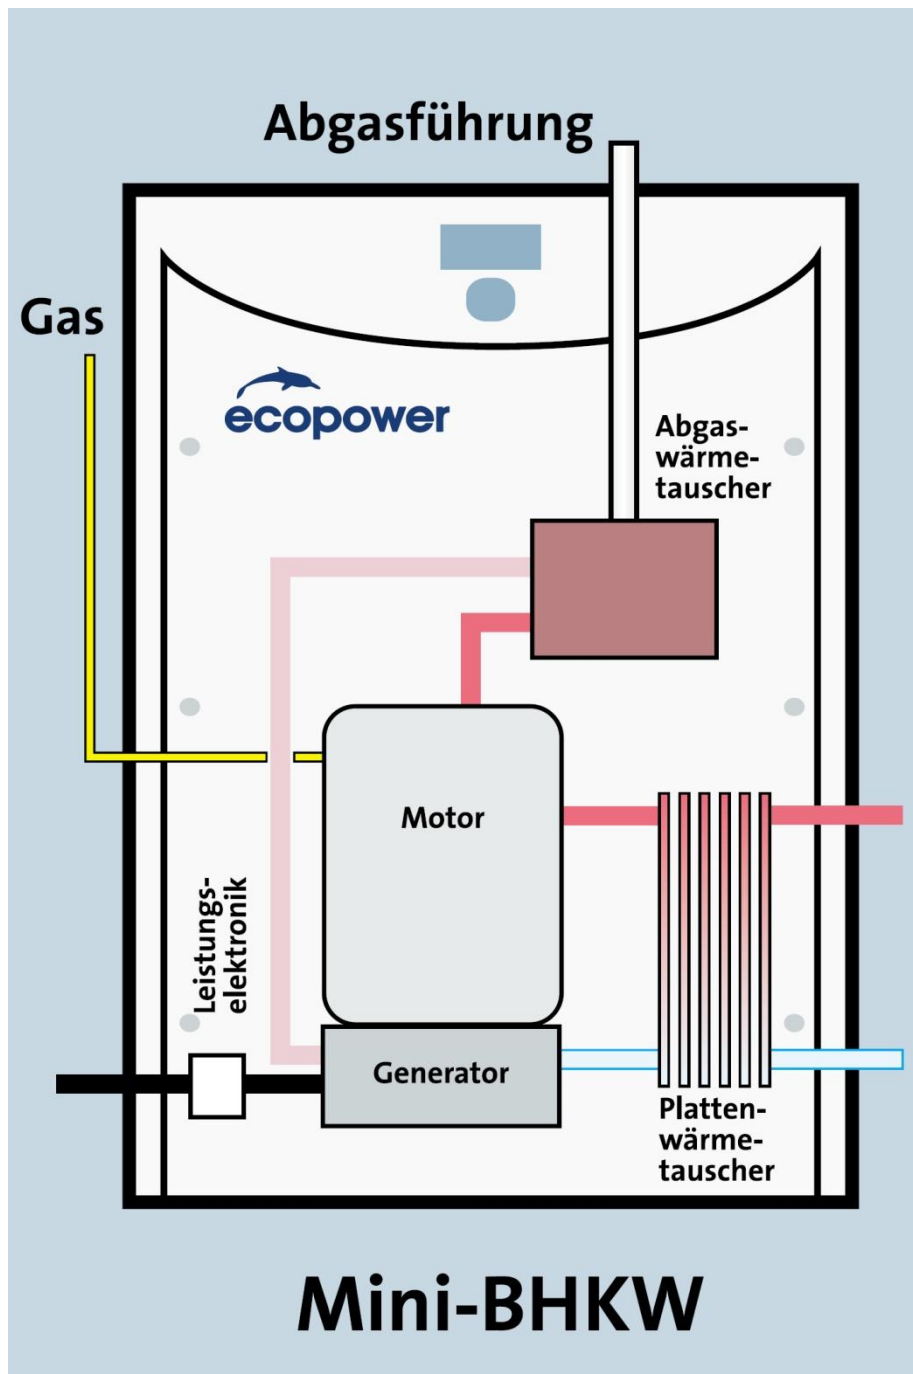 Abgasführung
Gas
ecopower
Abgas-
wärme-
tauscher
Motor
Leistungs-
elektronik
Generator
Platten-
wärme-
tauscher
Mini-BHKW